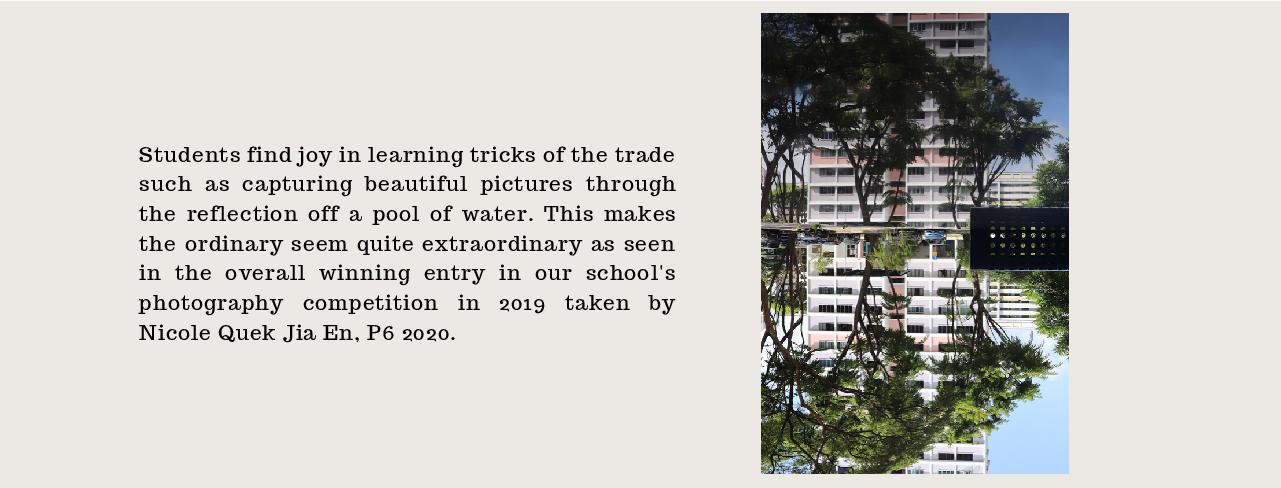 Students find joy in learning tricks of the trade
such as capturing beautiful pictures through
the reflection off a pool of water. This makes
the ordinary seem quite extraordinary as seen
in the overall winning entry in our school's
photography competition in 2019 taken by
Nicole Quek Jia En, P6 2020.